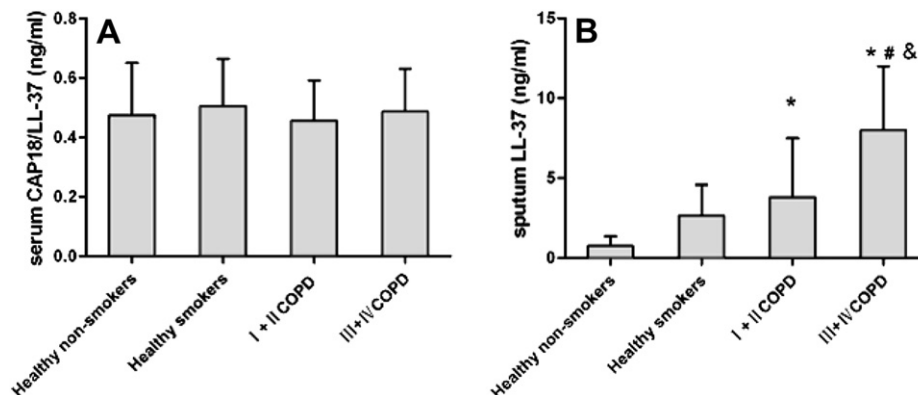 A
serum CAP18/LL-37 (ng/ml)
0.8
0.6
0.4
0.2
0.0
Healthy non-smokers
Healthy smokers
I + II COPD
III+IV COPD
B
sputum LL-37 (ng/ml)
15
10
5
0
*
* # &
Healthy non-smokers
Healthy smokers
I + II COPD
III+IV COPD